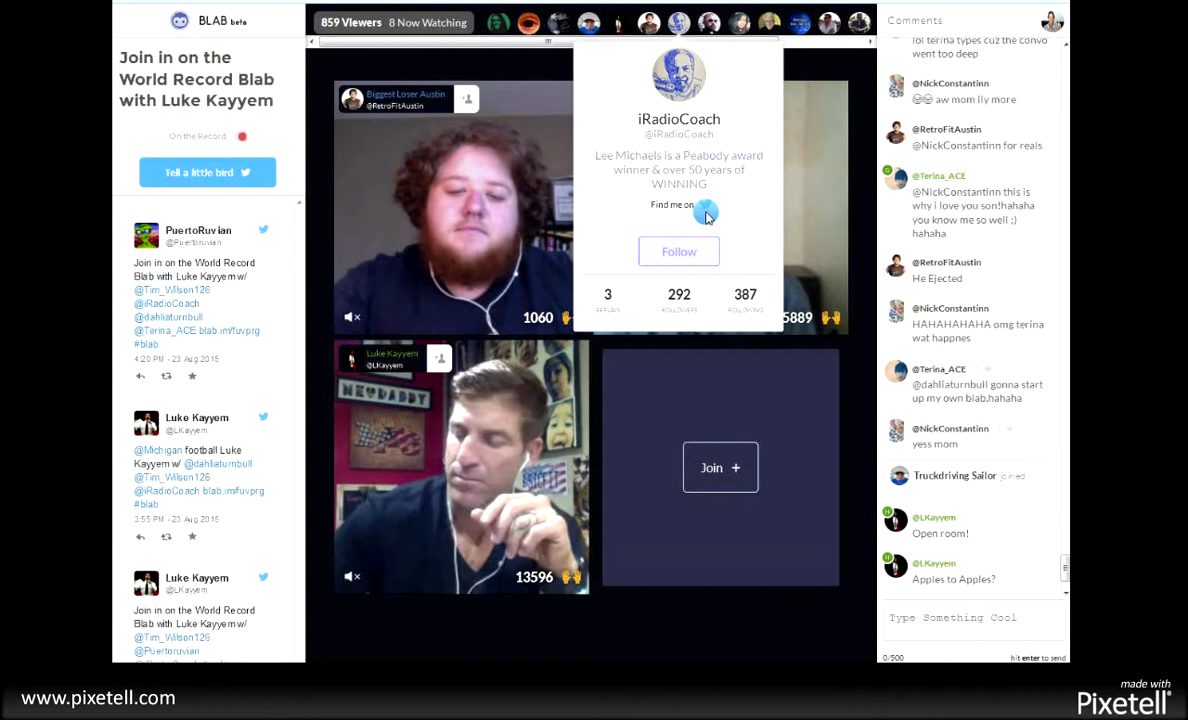 BLAB beta
Join in on the
World Record Blab
with Luke Kayyem
On the Record
Tell a little bird
PuertoRuvian
@Puertoruvian
Join in on the World Record
Blab with Luke Kayyem w/
@Tim_Wilson126
@iRadioCoach
@dahliaturnbull
@Terina_ACE blab.im/fuvprg
#blab
4:20 PM - 23 Aug 2015
Luke Kayyem
@LKayyem
@Michigan football Luke
Kayyem w/ @dahliaturnbull
@Tim_Wilson126
@iRadioCoach blab.im/fuvprg
#blab
3:55 PM - 23 Aug 2015
Luke Kayyem
@LKayyem
Join in on the World Record
Blab with Luke Kayyem w/
@Tim_Wilson126
@Puertoruvian
859 Viewers 8 Now Watching
Biggest Loser Austin
@RetroFitAustin
1060
iRadioCoach
@iRadioCoach
Lee Michaels is a Peabody award
winner & over 50 years of
WINNING
Find me on
Follow
3 292 387
REPLAYS FOLLOWERS FOLLOWING
5889
Luke Kayyem
@LKayyem
NK DADDY
13596
Join +
Comments
lol terina types cuz the convo
went too deep
@NickConstantinn
😂😂 aw mom ily more
@RetroFitAustin
@NickConstantinn for reals
@Terina_ACE
@NickConstantinn this is
why i love you son!hahaha
you know me so well ;)
hahaha
@RetroFitAustin
He Ejected
@NickConstantinn
HAHAHAHAHA omg terina
wat happnes
@Terina_ACE
@dahliaturnbull gonna start
up my own blab.hahaha
@NickConstantinn
yess mom
Truckdriving Sailor joined
@LKayyem
Open room!
@LKayyem
Apples to Apples?
Type Something Cool
0/500 hit enter to send
www.pixetell.com
made with
Pixetell